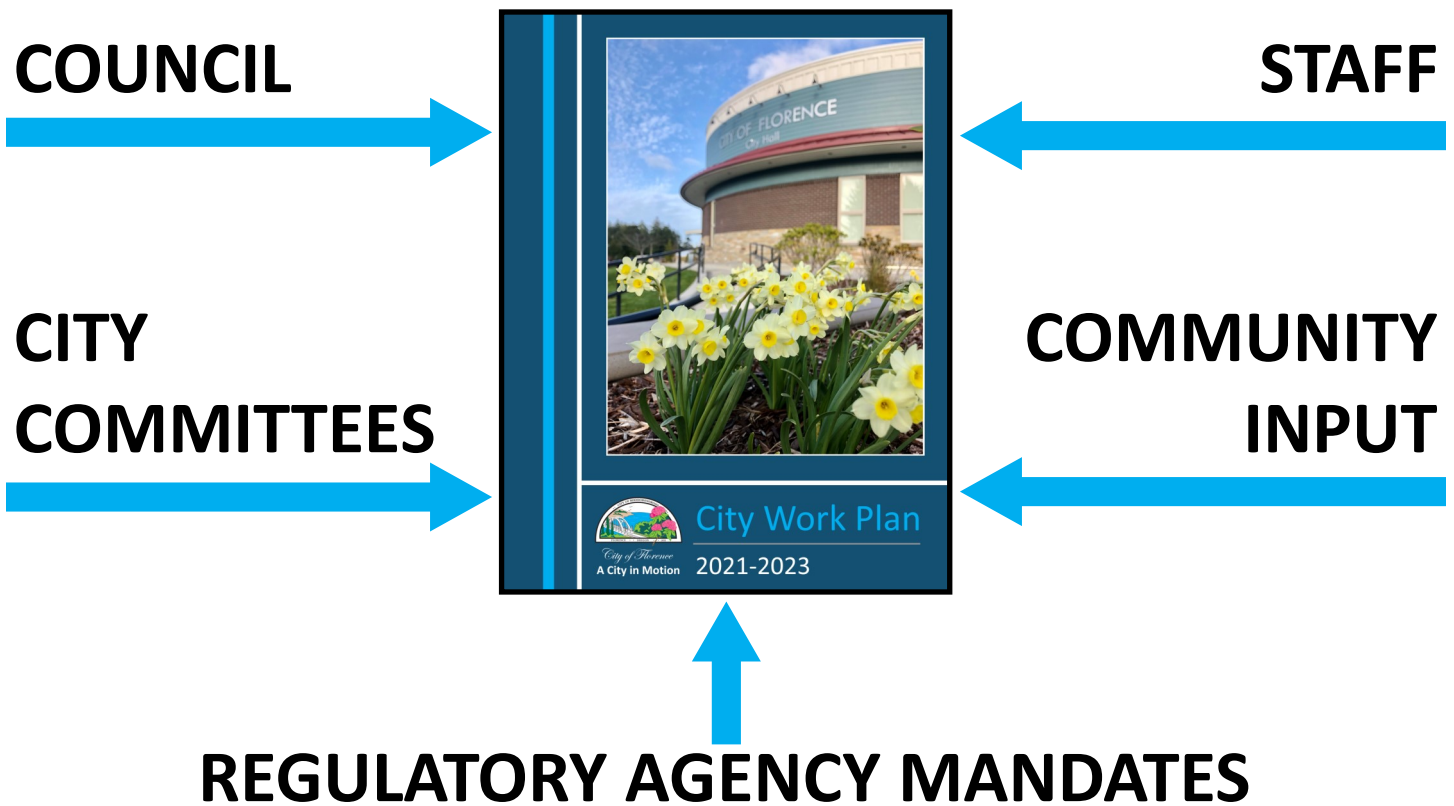 COUNCIL
STAFF
CITY OF FLORENCE
City Hall
CITY
COMMITTEES
COMMUNITY
INPUT
City Work Plan
City of Florence
A City in Motion
2021-2023
REGULATORY AGENCY MANDATES